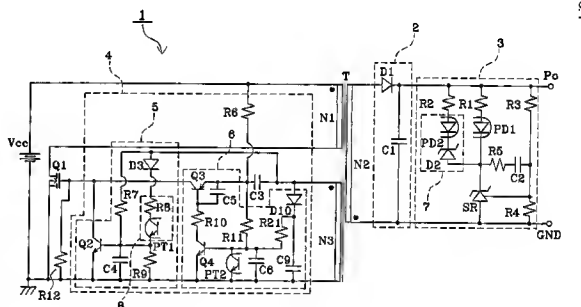 1
2
3
4
5
6
T
D1
Po
R6
N1
R2
R1
R3
Vcc
Q1
D3
Q3
C3
C5
C1
N2
PD2
PD1
D2
R5
C2
7
R7
R8
R10
D10
R11
R21
N3
SR
R4
GND
Q2
PT1
C4
R9
Q4
PT2
C6
C9
R12
8